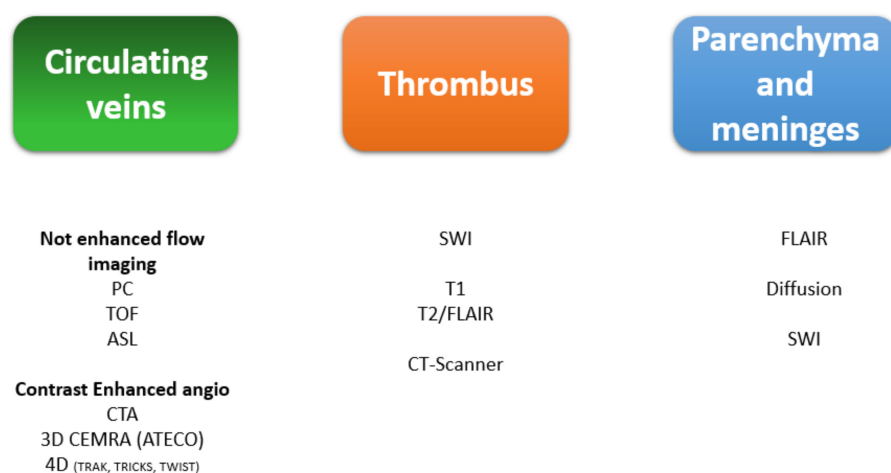 Circulating
veins
Not enhanced flow
imaging
PC
TOF
ASL
Contrast Enhanced angio
CTA
3D CEMRA (ATECO)
4D (TRAK, TRICKS, TWIST)
Thrombus
SWI
T1
T2/FLAIR
CT-Scanner
Parenchyma
and
meninges
FLAIR
Diffusion
SWI